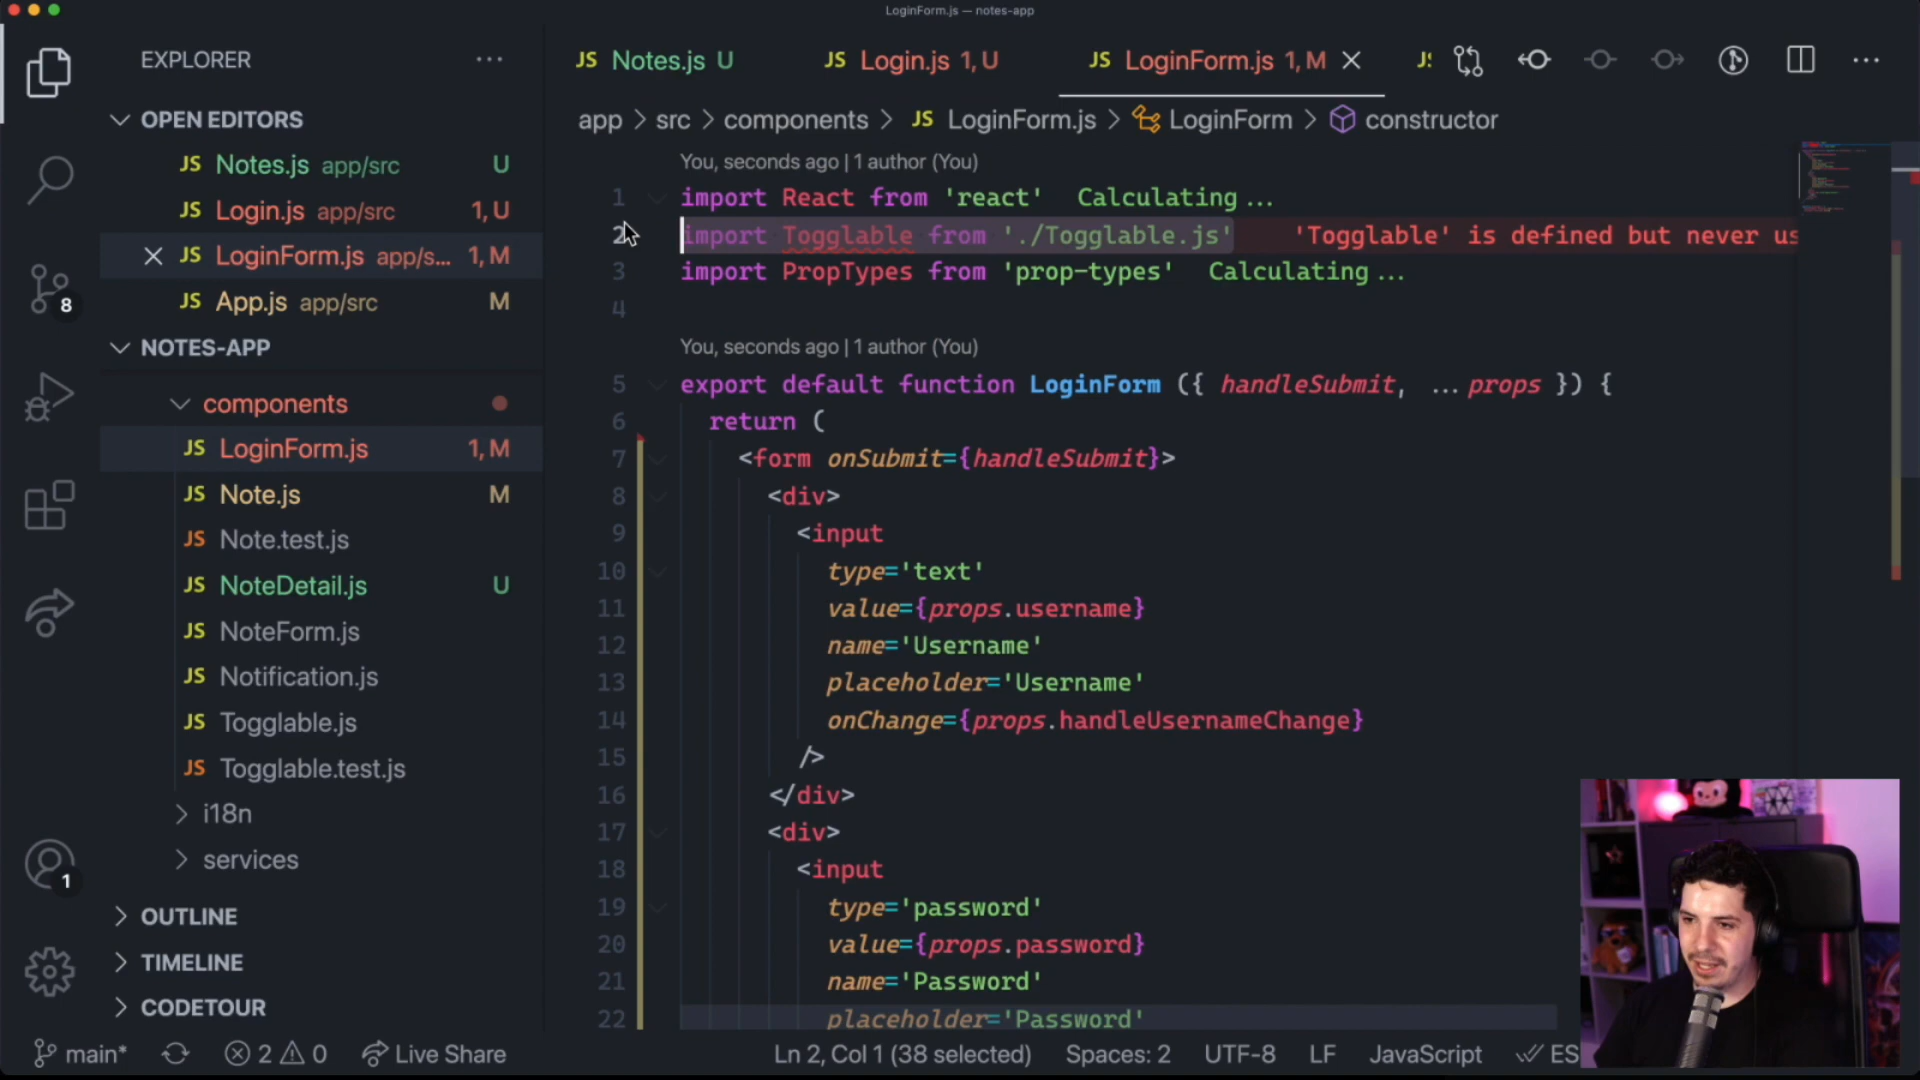 LoginForm.js — notes-app
EXPLORER
OPEN EDITORS
JS Notes.js app/src U
JS Login.js app/src 1, U
JS LoginForm.js app/s... 1, M
JS App.js app/src M
NOTES-APP
components
JS LoginForm.js 1, M
JS Note.js M
JS Note.test.js
JS NoteDetail.js U
JS NoteForm.js
JS Notification.js
JS Togglable.js
JS Togglable.test.js
i18n
services
OUTLINE
TIMELINE
CODETOUR
8
1
JS Notes.js U
JS Login.js 1, U
JS LoginForm.js 1, M
app > src > components > JS LoginForm.js > LoginForm > constructor
You, seconds ago | 1 author (You)
1 import React from 'react' Calculating...
2 import Togglable from './Togglable.js' 'Togglable' is defined but never us
3 import PropTypes from 'prop-types' Calculating...
4
You, seconds ago | 1 author (You)
5 export default function LoginForm ({ handleSubmit, ...props }) {
6 return (
7 <form onSubmit={handleSubmit}>
8 <div>
9 <input
10 type='text'
11 value={props.username}
12 name='Username'
13 placeholder='Username'
14 onChange={props.handleUsernameChange}
15 />
16 </div>
17 <div>
18 <input
19 type='password'
20 value={props.password}
21 name='Password'
22 placeholder='Password'
main* 2 0 Live Share Ln 2, Col 1 (38 selected) Spaces: 2 UTF-8 LF JavaScript ES